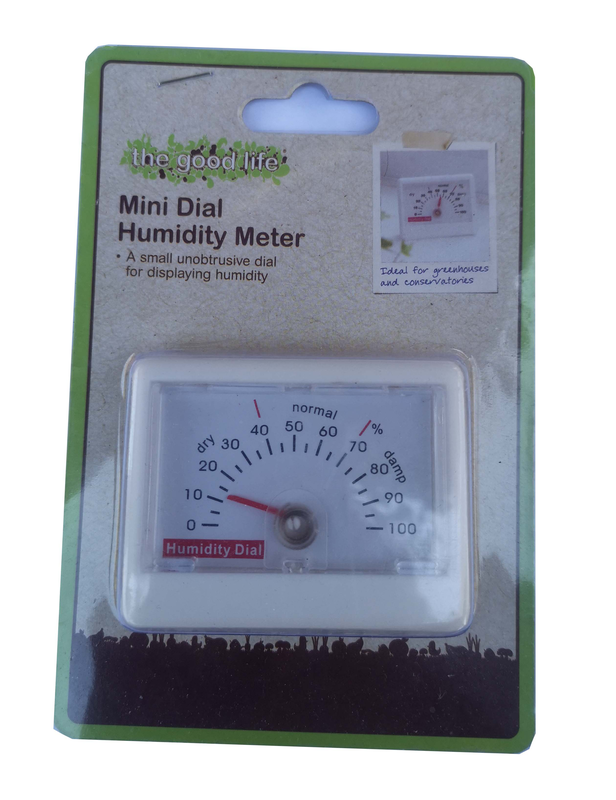 the good life
Mini Dial
Humidity Meter
• A small unobtrusive dial
for displaying humidity
Ideal for greenhouses
and conservatories
dry normal damp
0 10 20 30 40 50 60 70 80 90 100
%
Humidity Dial